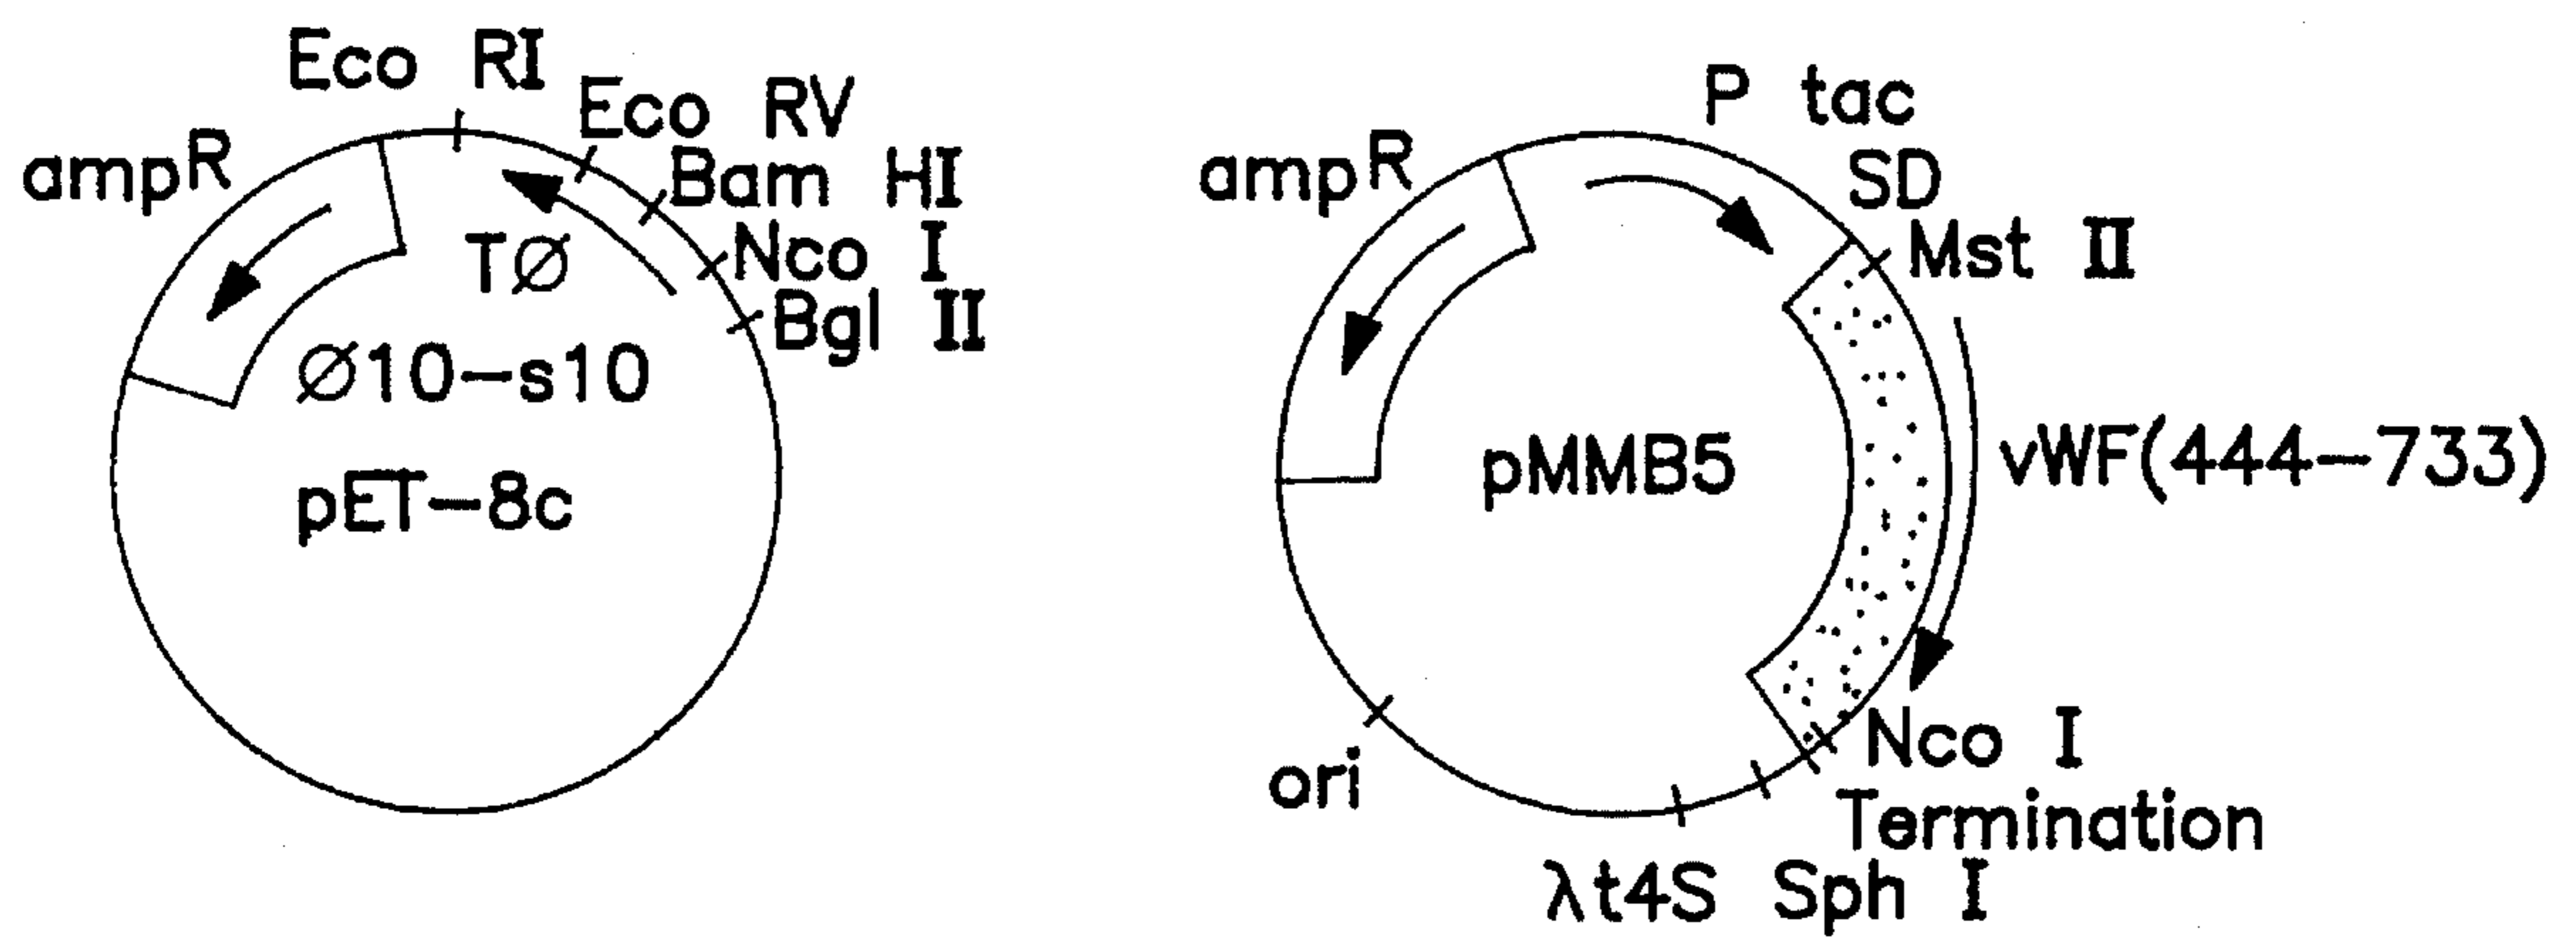 Eco RI
Eco RV
ampR
Bam HI
Nco I
TØ
Bgl II
Ø10-s10
pET-8c
P tac
ampR
SD
Mst II
pMMB5
vWF(444-733)
Nco I
ori
Termination
λt4S Sph I